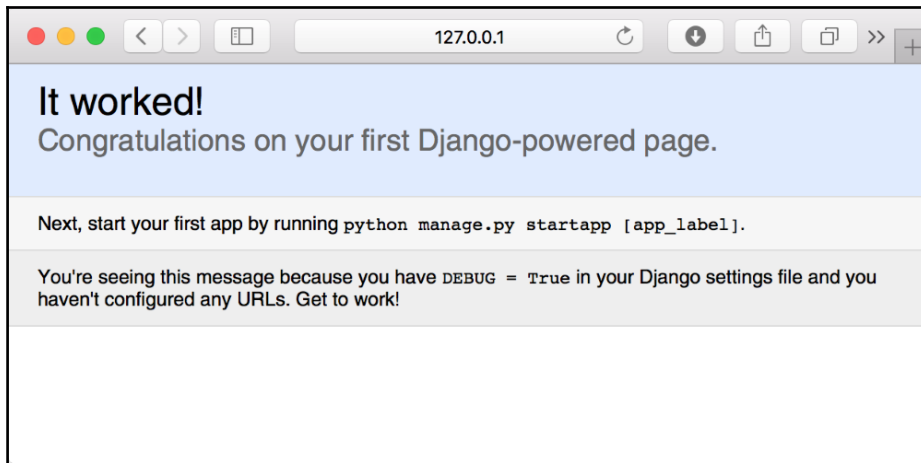 127.0.0.1
It worked!
Congratulations on your first Django-powered page.
Next, start your first app by running python manage.py startapp [app_label].
You're seeing this message because you have DEBUG = True in your Django settings file and you
haven't configured any URLs. Get to work!